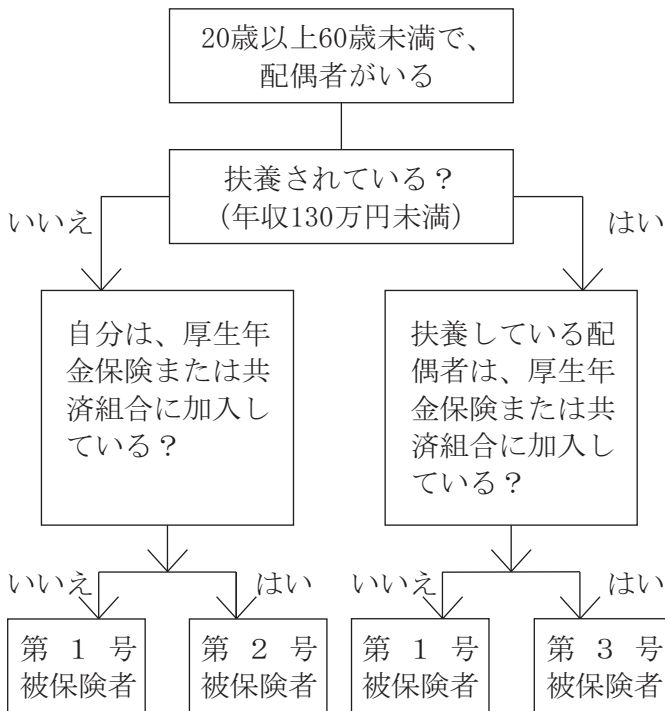 20歳以上60歳未満で、
配偶者がいる
扶養されている？
(年収130万円未満)
いいえ
はい
自分は、厚生年
金保険または共
済組合に加入し
ている？
扶養している配
偶者は、厚生年
金保険または共
済組合に加入し
ている？
いいえ
はい
いいえ
はい
第1号
被保険者
第2号
被保険者
第1号
被保険者
第3号
被保険者